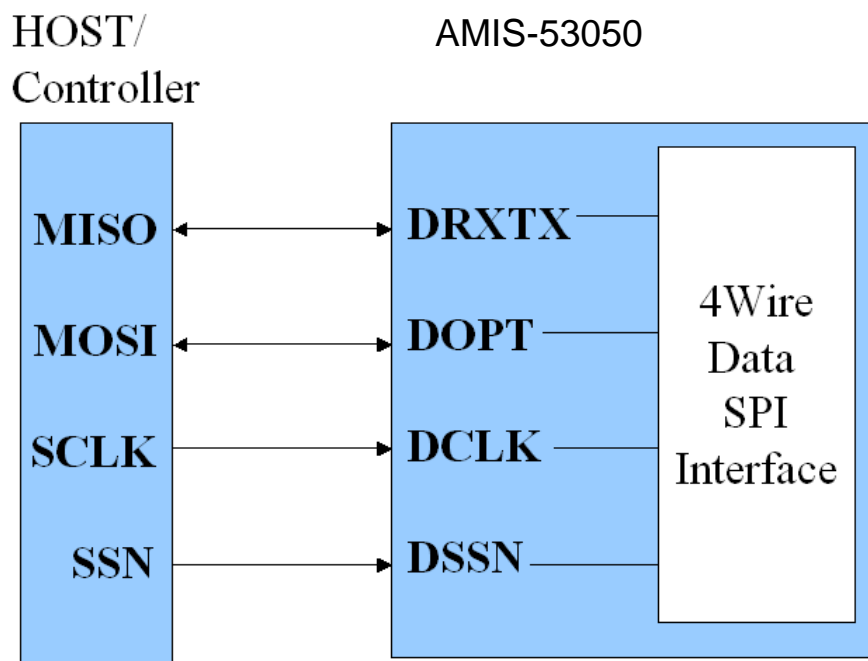 HOST/
Controller
AMIS-53050
MISO
DRXTX
MOSI
DOPT
SCLK
DCLK
SSN
DSSN
4Wire
Data
SPI
Interface